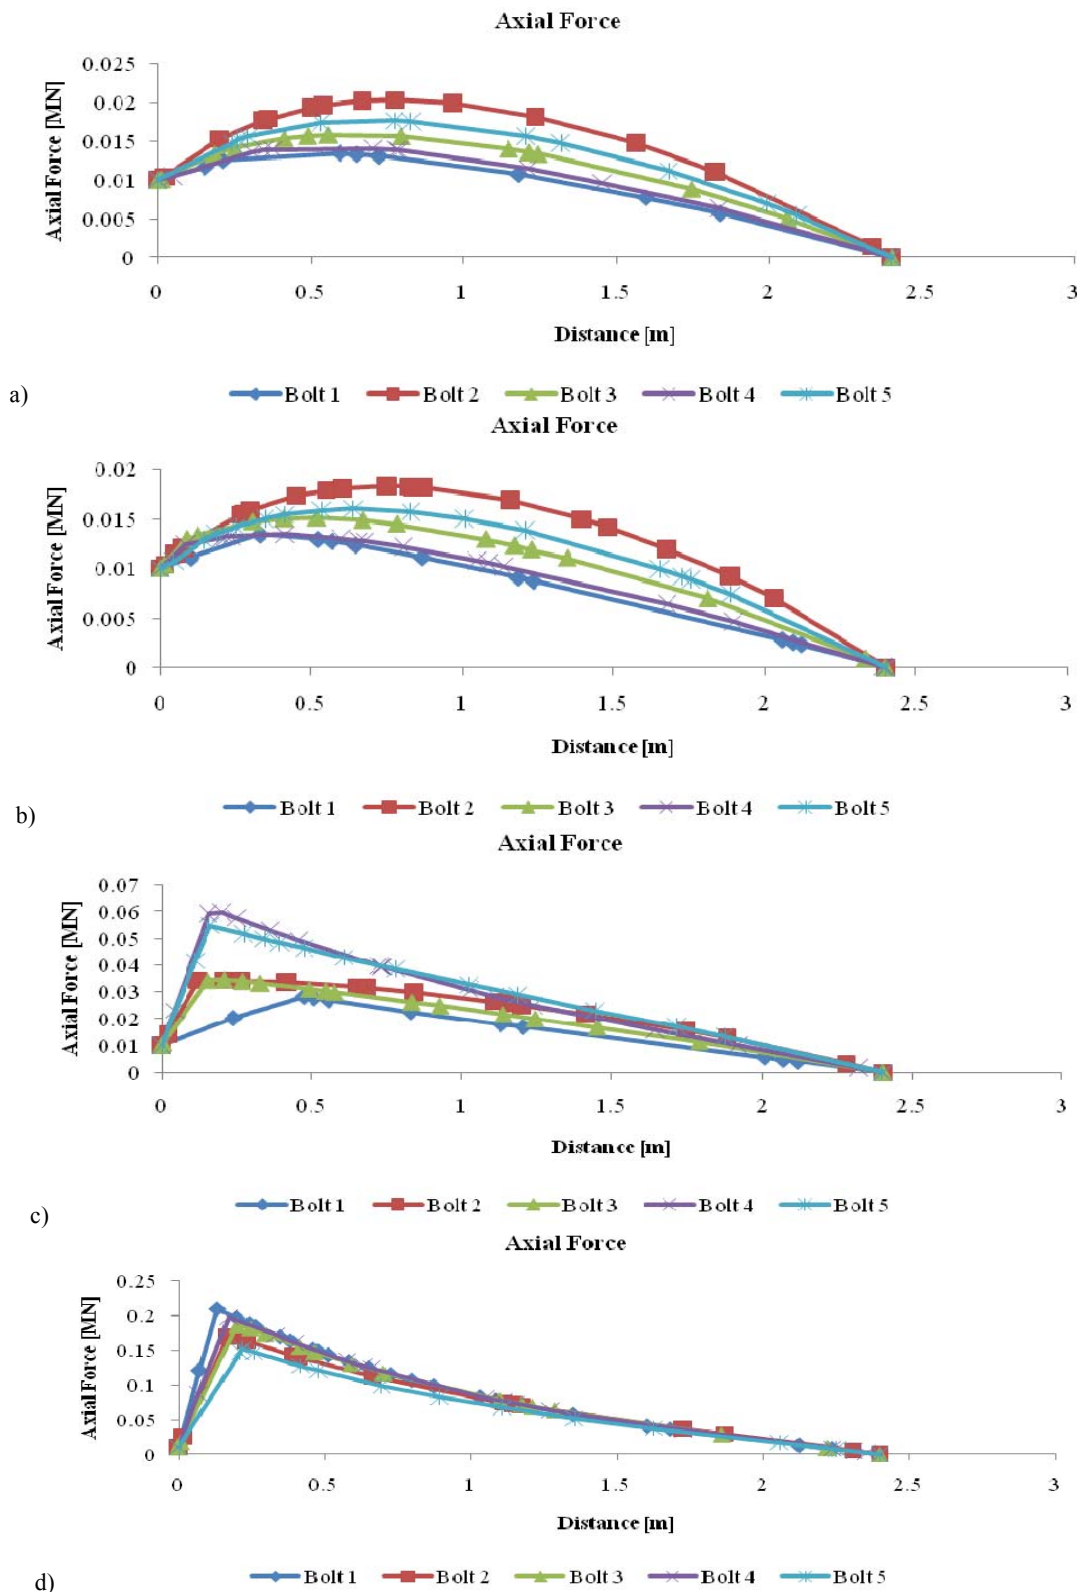 Axial Force
0.025
0.02
0.015
0.01
0.005
0
Axial Force [MN]
0 0.5 1 1.5 2 2.5 3
Distance [m]
a)
Bolt 1 Bolt 2 Bolt 3 Bolt 4 Bolt 5
Axial Force
0.02
0.015
0.01
0.005
0
Axial Force [MN]
0 0.5 1 1.5 2 2.5 3
Distance [m]
b)
Bolt 1 Bolt 2 Bolt 3 Bolt 4 Bolt 5
Axial Force
0.07
0.06
0.05
0.04
0.03
0.02
0.01
0
Axial Force [MN]
0 0.5 1 1.5 2 2.5 3
Distance [m]
c)
Bolt 1 Bolt 2 Bolt 3 Bolt 4 Bolt 5
Axial Force
0.25
0.2
0.15
0.1
0.05
0
Axial Force [MN]
0 0.5 1 1.5 2 2.5 3
Distance [m]
d)
Bolt 1 Bolt 2 Bolt 3 Bolt 4 Bolt 5